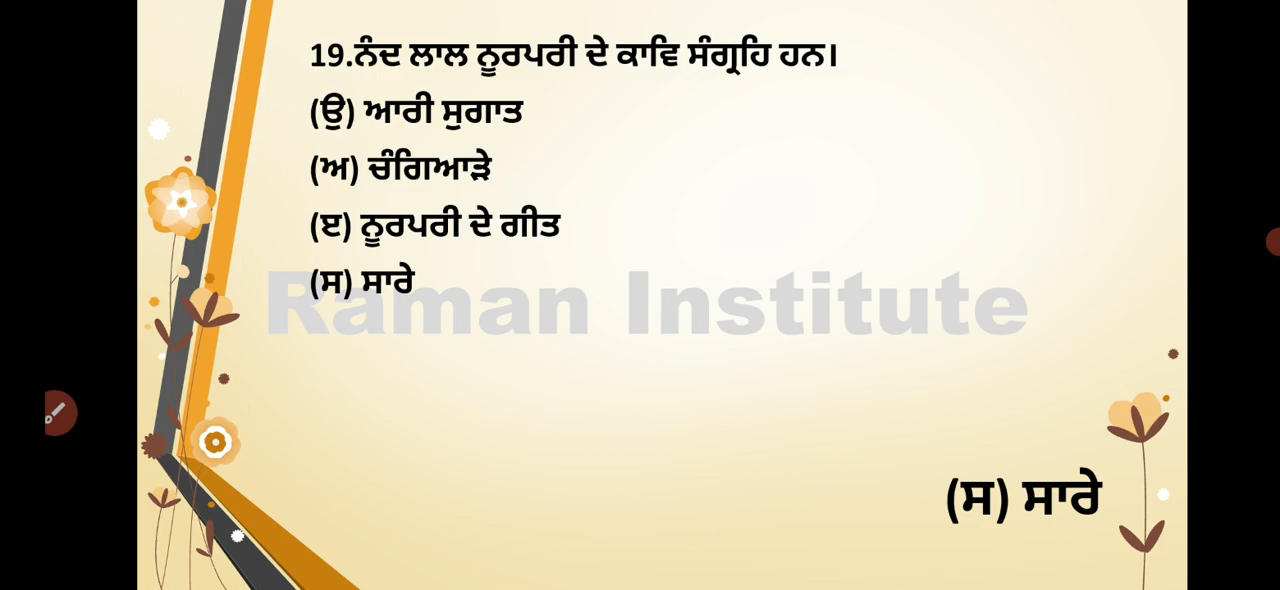 19.ਨੰਦ ਲਾਲ ਨੂਰਪਰੀ ਦੇ ਕਾਵਿ ਸੰਗ੍ਰਹਿ ਹਨ।
(ੳ) ਆਰੀ ਸੁਗਾਤ
(ਅ) ਚੰਗਿਆੜੇ
(ੲ) ਨੂਰਪਰੀ ਦੇ ਗੀਤ
(ਸ) ਸਾਰੇ
Raman Institute
(ਸ) ਸਾਰੇ